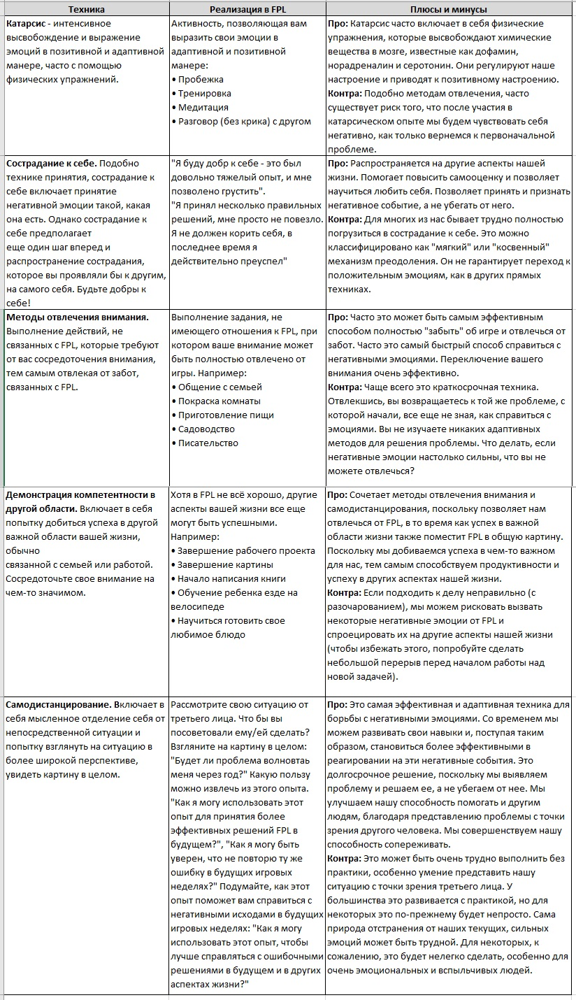 Техника
Реализация в FPL
Плюсы и минусы
Катарсис - интенсивное
высвобождение и выражение
эмоций в позитивной и адаптивной
манере, часто с помощью
физических упражнений.
Активность, позволяющая вам
выразить свои эмоции в
адаптивной и позитивной
манере:
• Пробежка
• Тренировка
• Медитация
• Разговор (без крика) с другом
Про: Катарсис часто включает в себя физические
упражнения, которые высвобождают химические
вещества в мозге, известные как дофамин,
норадреналин и серотонин. Они регулируют наше
настроение и приводят к позитивному настроению.
Контра: Подобно методам отвлечения, часто
существует риск того, что после участия в
катарсическом опыте мы будем чувствовать себя
негативно, как только вернемся к первоначальной
проблеме.
Сострадание к себе. Подобно
технике принятия, сострадание к
себе включает принятие
негативной эмоции такой, какая
она есть. Однако сострадание к
себе предполагает
еще один шаг вперед и
распространение сострадания,
которое вы проявляли бы к другим,
на самого себя. Будьте добры к
себе!
"Я буду добр к себе - это был
довольно тяжелый опыт, и мне
позволено грустить".
"Я принял несколько правильных
решений, мне просто не повезло.
Я не должен корить себя, в
последнее время я
действительно преуспел"
Про: Распространяется на другие аспекты нашей
жизни. Помогает повысить самооценку и позволяет
научиться любить себя. Позволяет принять и признать
негативное событие, а не убегать от него.
Контра: Для многих из нас бывает трудно полностью
погрузиться в сострадание к себе. Это можно
классифицировано как "мягкий" или "косвенный"
механизм преодоления. Он не гарантирует переход к
положительным эмоциям, как в других прямых
техниках.
Методы отвлечения внимания.
Выполнение действий, не
связанных с FPL, которые требуют
от вас сосредоточения внимания,
тем самым отвлекая от забот,
связанных с FPL.
Выполнение задания, не
имеющего отношения к FPL, при
котором ваше внимание может
быть полностью отвлечено от
игры. Например:
• Общение с семьей
• Покраска комнаты
• Приготовление пищи
• Садоводство
• Писательство
Про: Часто это может быть самым эффективным
способом полностью "забыть" об игре и отвлечься от
забот. Часто это самый быстрый способ справиться с
негативными эмоциями. Переключение вашего
внимания очень эффективно.
Контра: Чаще всего это краткосрочная техника.
Отвлекшись, вы возвращаетесь к той же проблеме, с
которой начали, все еще не зная, как справиться с
эмоциями. Вы не изучаете никаких адаптивных
методов для решения проблемы. Что делать, если
негативные эмоции настолько сильны, что вы не
можете отвлечься?
Демонстрация компетентности в
другой области. Включает в себя
попытку добиться успеха в другой
важной области вашей жизни,
обычно
связанной с семьей или работой.
Сосредоточьте свое внимание на
чем-то значимом.
Хотя в FPL не всё хорошо, другие
аспекты вашей жизни все еще
могут быть успешными.
Например:
• Завершение рабочего проекта
• Завершение картины
• Начало написания книги
• Обучение ребенка езде на
велосипеде
• Научиться готовить свое
любимое блюдо
Про: Сочетает методы отвлечения внимания и
самодистанцирования, поскольку позволяет нам
отвлечься от FPL, в то время как успех в важной
области жизни также поместит FPL в общую картину.
Поскольку мы добиваемся успеха в чем-то важном
для нас, тем самым способствуем продуктивности и
успеху в других аспектах нашей жизни.
Контра: Если подходить к делу неправильно (с
разочарованием), мы можем рисковать вызвать
некоторые негативные эмоции от FPL и
спроецировать их на другие аспекты нашей жизни
(чтобы избежать этого, попробуйте сделать
небольшой перерыв перед началом работы над
новой задачей).
Самодистанцирование. Включает в
себя мысленное отделение себя от
непосредственной ситуации и
попытку взглянуть на ситуацию в
более широкой перспективе,
увидеть картину в целом.
Рассмотрите свою ситуацию от
третьего лица. Что бы вы
посоветовали ему/ей сделать?
Взгляните на картину в целом:
"Будет ли проблема волновтаь
меня через год?" Какую пользу
можно извлечь из этого опыта.
"Как я могу использовать этот
опыт для принятия более
эффективных решений FPL в
будущем?", "Как я могу быть
уверен, что не повторю ту же
ошибку в будущих игровых
неделях?" Подумайте, как этот
опыт поможет вам справиться с
негативными исходами в будущих
игровых неделях: "Как я могу
использовать этот опыт, чтобы
лучше справляться с ошибочными
решениями в будущем и в других
аспектах жизни?"
Про: Это самая эффективная и адаптивная техника для
борьбы с негативными эмоциями. Со временем мы
можем развивать свои навыки и, поступая таким
образом, становиться более эффективными в
реагировании на эти негативные события. Это
долгосрочное решение, поскольку мы выявляем
проблему и решаем ее, а не убегаем от нее. Мы
улучшаем нашу способность помогать и другим
людям, благодаря представлению проблемы с точки
зрения другого человека. Мы совершенствуем нашу
способность сопереживать.
Контра: Это может быть очень трудно выполнить без
практики, особенно умение представить нашу
ситуацию с точки зрения третьего лица. У
большинства это развивается с практикой, но для
некоторых это по-прежнему будет непросто. Сама
природа отстранения от наших текущих, сильных
эмоций может быть трудной. Для некоторых, к
сожалению, это будет нелегко сделать, особенно для
очень эмоциональных и вспыльчивых людей.